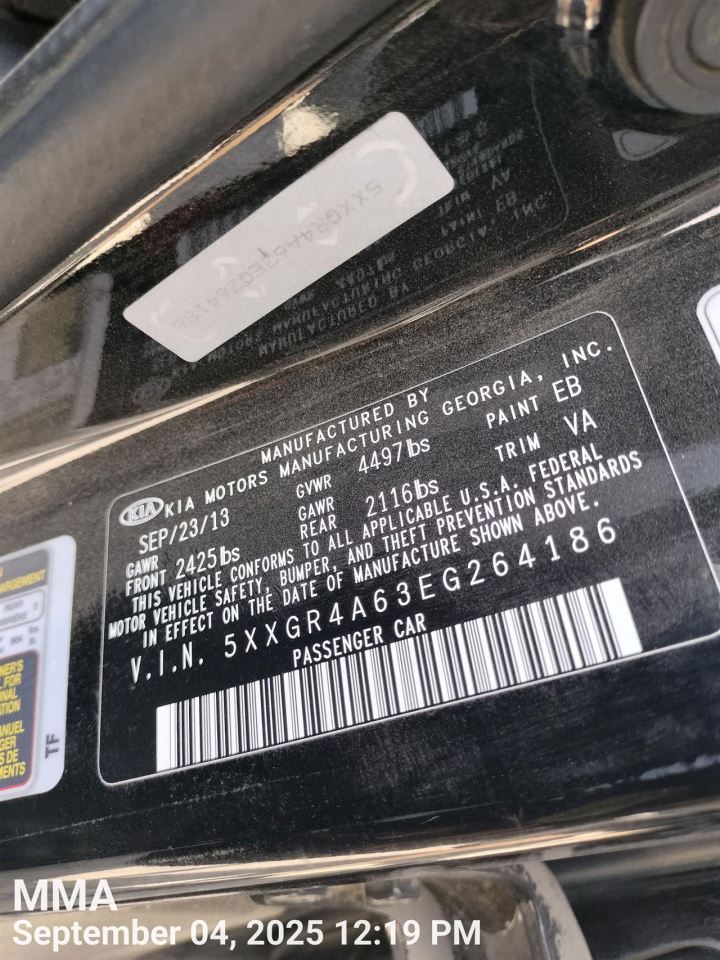 5XXGR4A63EG264186
MANUFACTURED BY
KIA KIA MOTORS MANUFACTURING GEORGIA, INC.
SEP/23/13 GVWR 4497lbs PAINT EB
GAWR FRONT 2425lbs GAWR REAR 2116lbs TRIM VA
THIS VEHICLE CONFORMS TO ALL APPLICABLE U.S.A. FEDERAL
MOTOR VEHICLE SAFETY, BUMPER, AND THEFT PREVENTION STANDARDS
IN EFFECT ON THE DATE OF MANUFACTURE SHOWN ABOVE.
V.I.N. 5XXGR4A63EG264186
PASSENGER CAR
TF
MMA
September 04, 2025 12:19 PM